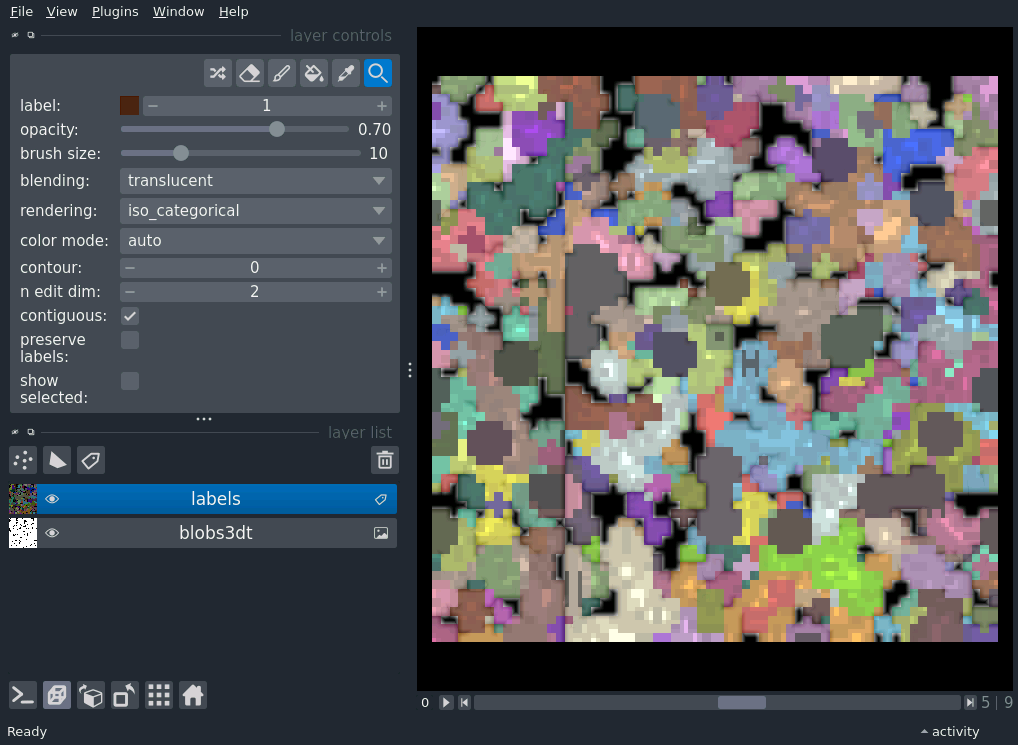 File View Plugins Window Help
layer controls
label: 1
opacity: 0.70
brush size: 10
blending: translucent
rendering: iso_categorical
color mode: auto
contour: 0
n edit dim: 2
contiguous:
preserve
labels:
show
selected:
layer list
labels
blobs3dt
0 5 | 9
Ready activity